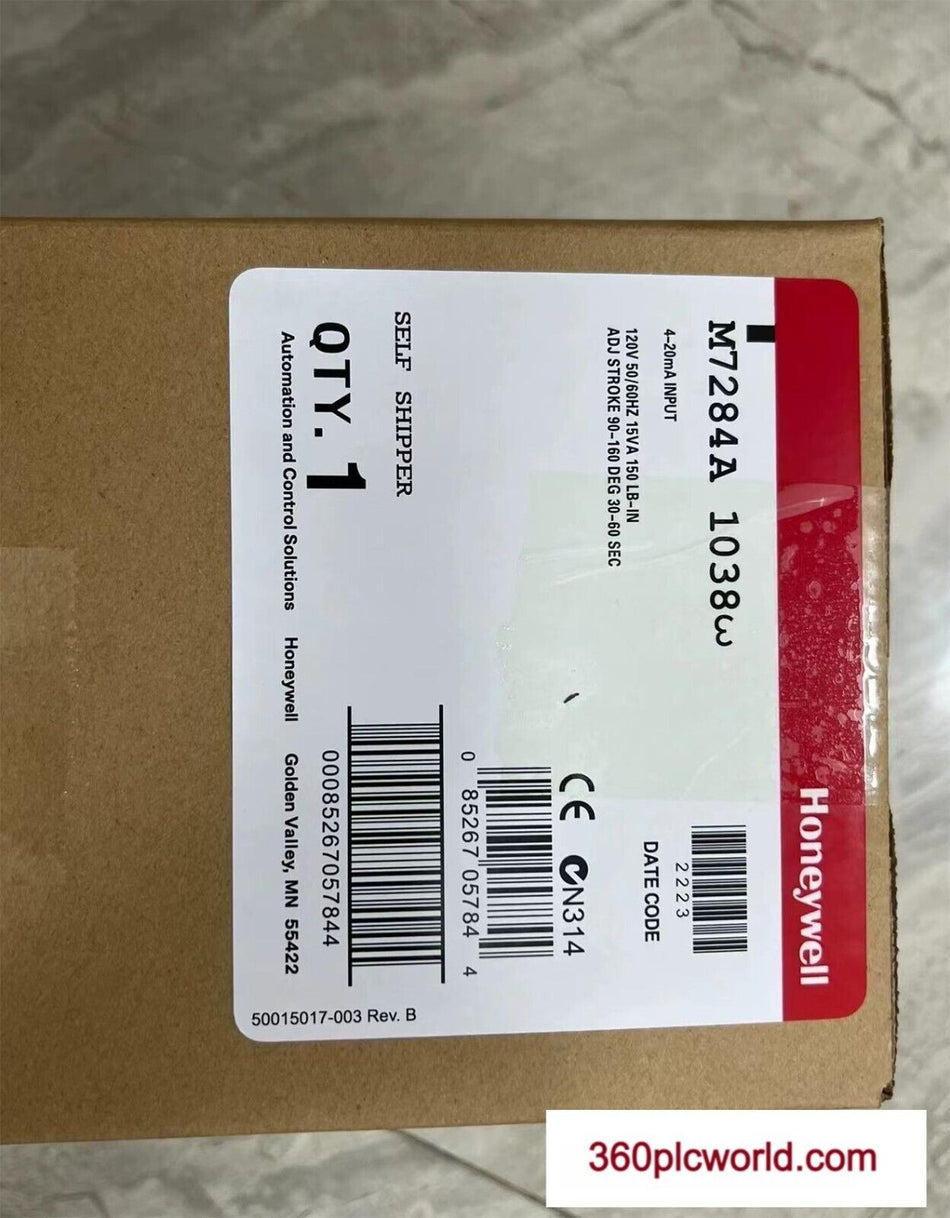 Honeywell
M7284A 1038ω
4-20mA INPUT
120V 50/60HZ 15VA 150 LB-IN
ADJ STROKE 90-160 DEG 30-60 SEC
2223
DATE CODE
CE N314
0 85267 05784 4
SELF SHIPPER
QTY. 1
00085267057844
Automation and Control Solutions Honeywell Golden Valley, MN 55422
50015017-003 Rev. B
360plcworld.com